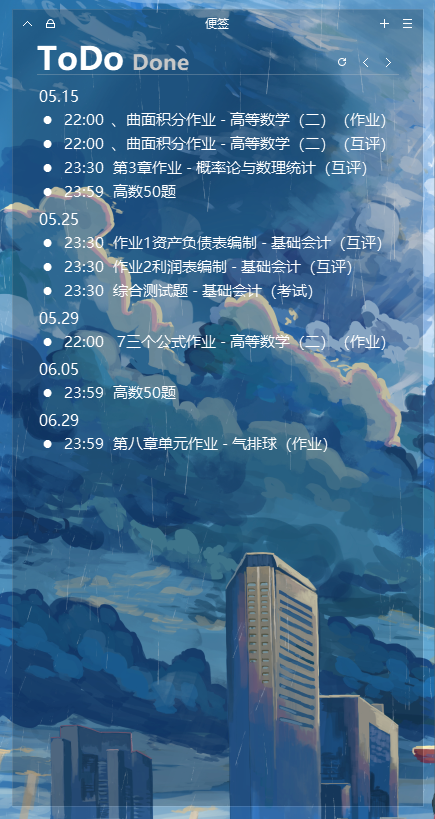 便签
ToDo Done
05.15
22:00 、曲面积分作业 - 高等数学（二）（作业）
22:00 、曲面积分作业 - 高等数学（二）（互评）
23:30 第3章作业 - 概率论与数理统计（互评）
23:59 高数50题
05.25
23:30 作业1资产负债表编制 - 基础会计（互评）
23:30 作业2利润表编制 - 基础会计（互评）
23:30 综合测试题 - 基础会计（考试）
05.29
22:00 7三个公式作业 - 高等数学（二）（作业）
06.05
23:59 高数50题
06.29
23:59 第八章单元作业 - 气排球（作业）